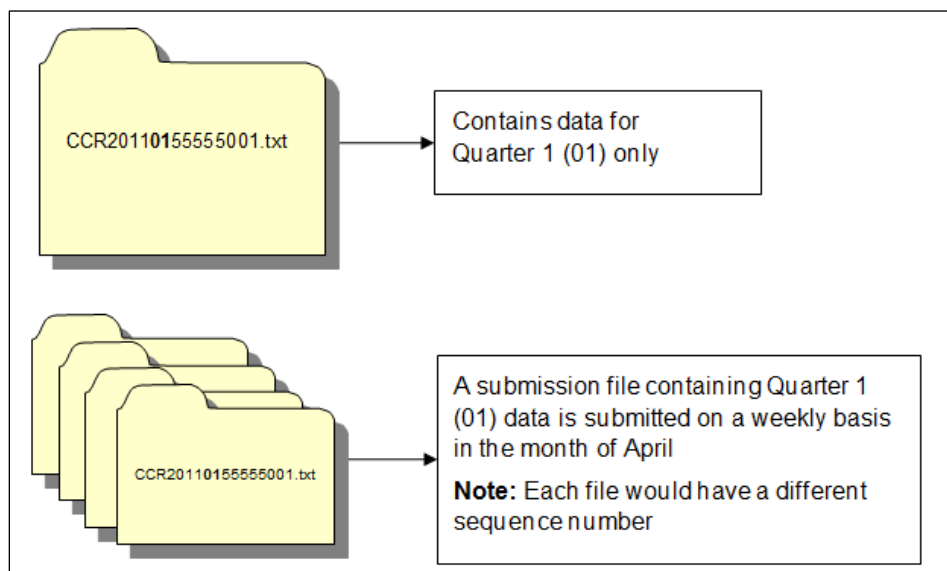 CCR20110155555001.txt
Contains data for
Quarter 1 (01) only
A submission file containing Quarter 1
(01) data is submitted on a weekly basis
in the month of April
Note: Each file would have a different
sequence number
CCR20110155555001.txt